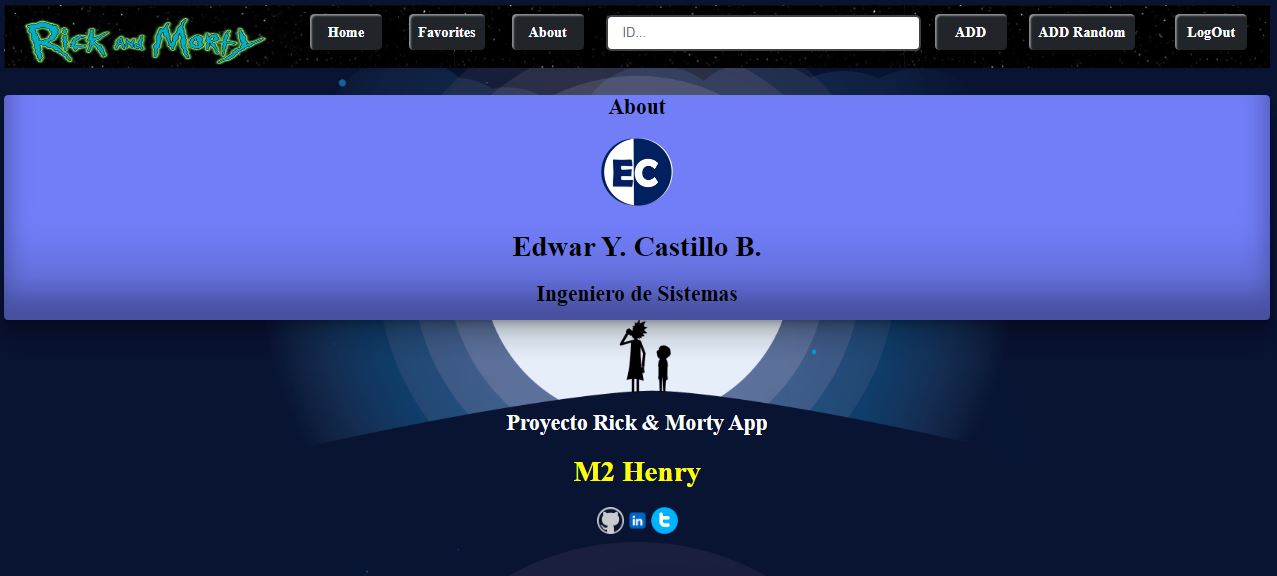 Rick and Morty Home Favorites About ID... ADD ADD Random LogOut
About
EC
Edwar Y. Castillo B.
Ingeniero de Sistemas
Proyecto Rick & Morty App
M2 Henry
in t